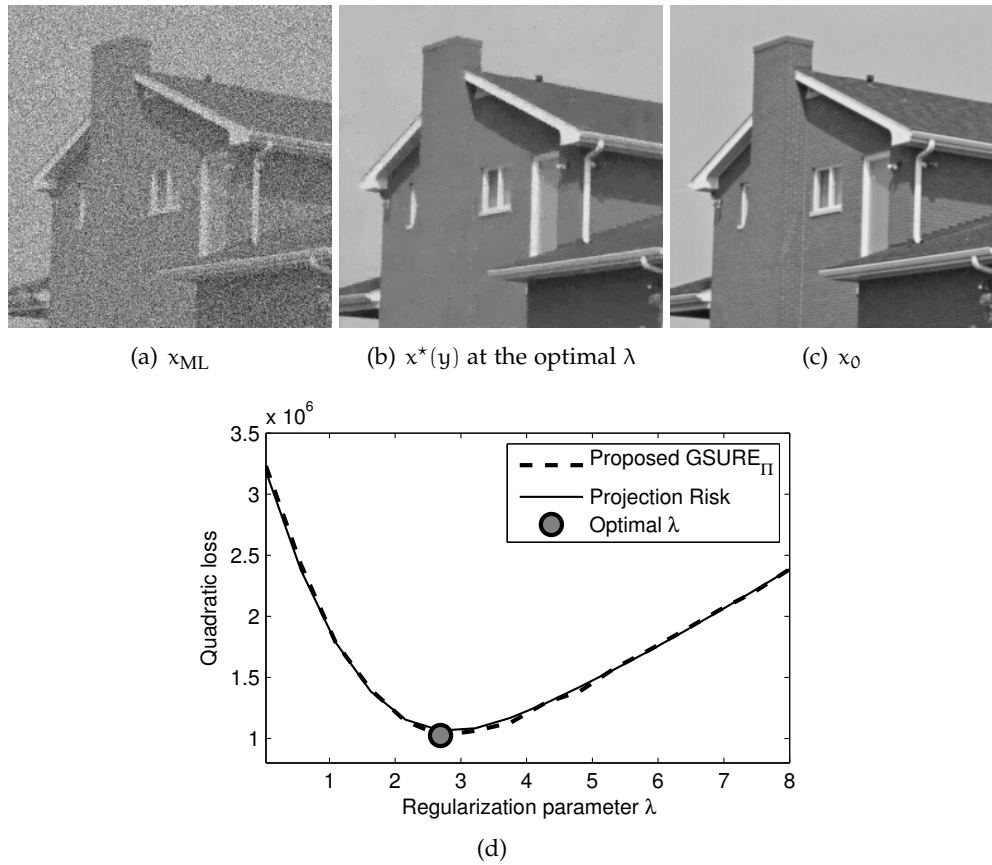 (a) x_ML
(b) x⋆(y) at the optimal λ
(c) x_0
x 10^6
3.5
3
2.5
2
1.5
1
Quadratic loss
Proposed GSURE_Π
Projection Risk
Optimal λ
1 2 3 4 5 6 7 8
Regularization parameter λ
(d)